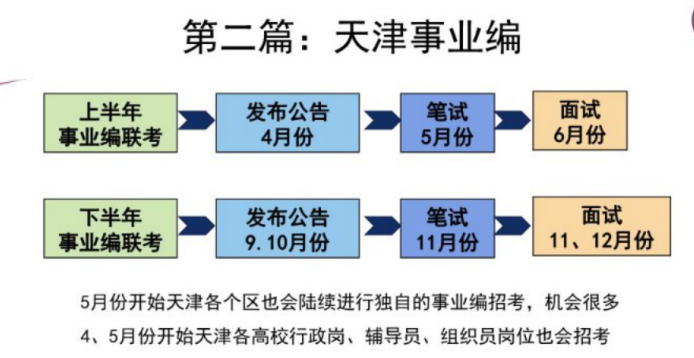 第二篇：天津事业编
上半年
事业编联考
发布公告
4月份
笔试
5月份
面试
6月份
下半年
事业编联考
发布公告
9.10月份
笔试
11月份
面试
11、12月份
5月份开始天津各个区也会陆续进行独自的事业编招考，机会很多
4、5月份开始天津各高校行政岗、辅导员、组织员岗位也会招考